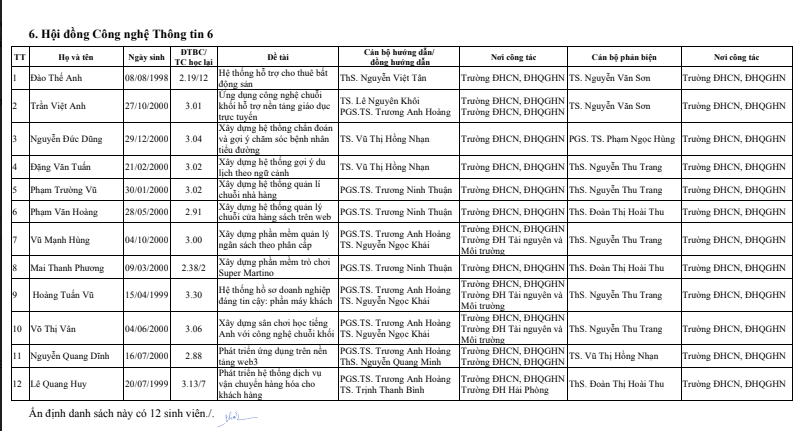 6. Hội đồng Công nghệ Thông tin 6
TT Họ và tên Ngày sinh ĐTBC/ TC học lại Đề tài Cán bộ hướng dẫn/ đồng hướng dẫn Nơi công tác Cán bộ phản biện Nơi công tác
1 Đào Thế Anh 08/08/1998 2.19/12 Hệ thống hỗ trợ cho thuê bất động sản ThS. Nguyễn Việt Tân Trường ĐHCN, ĐHQGHN TS. Nguyễn Văn Sơn Trường ĐHCN, ĐHQGHN
2 Trần Việt Anh 27/10/2000 3.01 Ứng dụng công nghệ chuỗi khối hỗ trợ nền tảng giáo dục trực tuyến TS. Lê Nguyên Khôi PGS.TS. Trương Anh Hoàng Trường ĐHCN, ĐHQGHN Trường ĐHCN, ĐHQGHN TS. Nguyễn Văn Sơn Trường ĐHCN, ĐHQGHN
3 Nguyễn Đức Dũng 29/12/2000 3.04 Xây dựng hệ thống chẩn đoán và gợi ý chăm sóc bệnh nhân tiểu đường TS. Vũ Thị Hồng Nhạn Trường ĐHCN, ĐHQGHN PGS. TS. Phạm Ngọc Hùng Trường ĐHCN, ĐHQGHN
4 Đặng Văn Tuấn 21/02/2000 3.02 Xây dựng hệ thống gợi ý du lịch theo ngữ cảnh TS. Vũ Thị Hồng Nhạn Trường ĐHCN, ĐHQGHN ThS. Nguyễn Thu Trang Trường ĐHCN, ĐHQGHN
5 Phạm Trường Vũ 30/01/2000 3.02 Xây dựng hệ thống quản lí chuỗi nhà hàng PGS.TS. Trương Ninh Thuận Trường ĐHCN, ĐHQGHN ThS. Nguyễn Thu Trang Trường ĐHCN, ĐHQGHN
6 Phạm Văn Hoàng 28/05/2000 2.91 Xây dựng hệ thống quản lý chuỗi cửa hàng sách trên web PGS.TS. Trương Ninh Thuận Trường ĐHCN, ĐHQGHN ThS. Đoàn Thị Hoài Thu Trường ĐHCN, ĐHQGHN
7 Vũ Mạnh Hùng 04/10/2000 3.00 Xây dựng phần mềm quản lý ngân sách theo phân cấp PGS.TS. Trương Anh Hoàng TS. Nguyễn Ngọc Khải Trường ĐHCN, ĐHQGHN Trường ĐH Tài nguyên và Môi trường ThS. Nguyễn Thu Trang Trường ĐHCN, ĐHQGHN
8 Mai Thanh Phương 09/03/2000 2.38/2 Xây dựng phần mềm trò chơi Super Martino PGS.TS. Trương Ninh Thuận Trường ĐHCN, ĐHQGHN ThS. Đoàn Thị Hoài Thu Trường ĐHCN, ĐHQGHN
9 Hoàng Tuấn Vũ 15/04/1999 3.30 Hệ thống hồ sơ doanh nghiệp đáng tin cậy: phần máy khách PGS.TS. Trương Anh Hoàng TS. Nguyễn Ngọc Khải Trường ĐHCN, ĐHQGHN Trường ĐH Tài nguyên và Môi trường ThS. Nguyễn Thu Trang Trường ĐHCN, ĐHQGHN
10 Võ Thị Vân 04/06/2000 3.06 Xây dựng sân chơi học tiếng Anh với công nghệ chuỗi khối PGS.TS. Trương Anh Hoàng TS. Nguyễn Ngọc Khải Trường ĐHCN, ĐHQGHN Trường ĐH Tài nguyên và Môi trường ThS. Nguyễn Thu Trang Trường ĐHCN, ĐHQGHN
11 Nguyễn Quang Dĩnh 16/07/2000 2.88 Phát triển ứng dụng trên nền tảng web3 PGS.TS. Trương Anh Hoàng ThS. Nguyễn Quang Minh Trường ĐHCN, ĐHQGHN Trường ĐHCN, ĐHQGHN TS. Vũ Thị Hồng Nhạn Trường ĐHCN, ĐHQGHN
12 Lê Quang Huy 20/07/1999 3.13/7 Phát triển hệ thống dịch vụ vận chuyển hàng hóa cho khách hàng PGS.TS. Trương Anh Hoàng TS. Trịnh Thanh Bình Trường ĐHCN, ĐHQGHN Trường ĐH Hải Phòng ThS. Đoàn Thị Hoài Thu Trường ĐHCN, ĐHQGHN
Ấn định danh sách này có 12 sinh viên./.